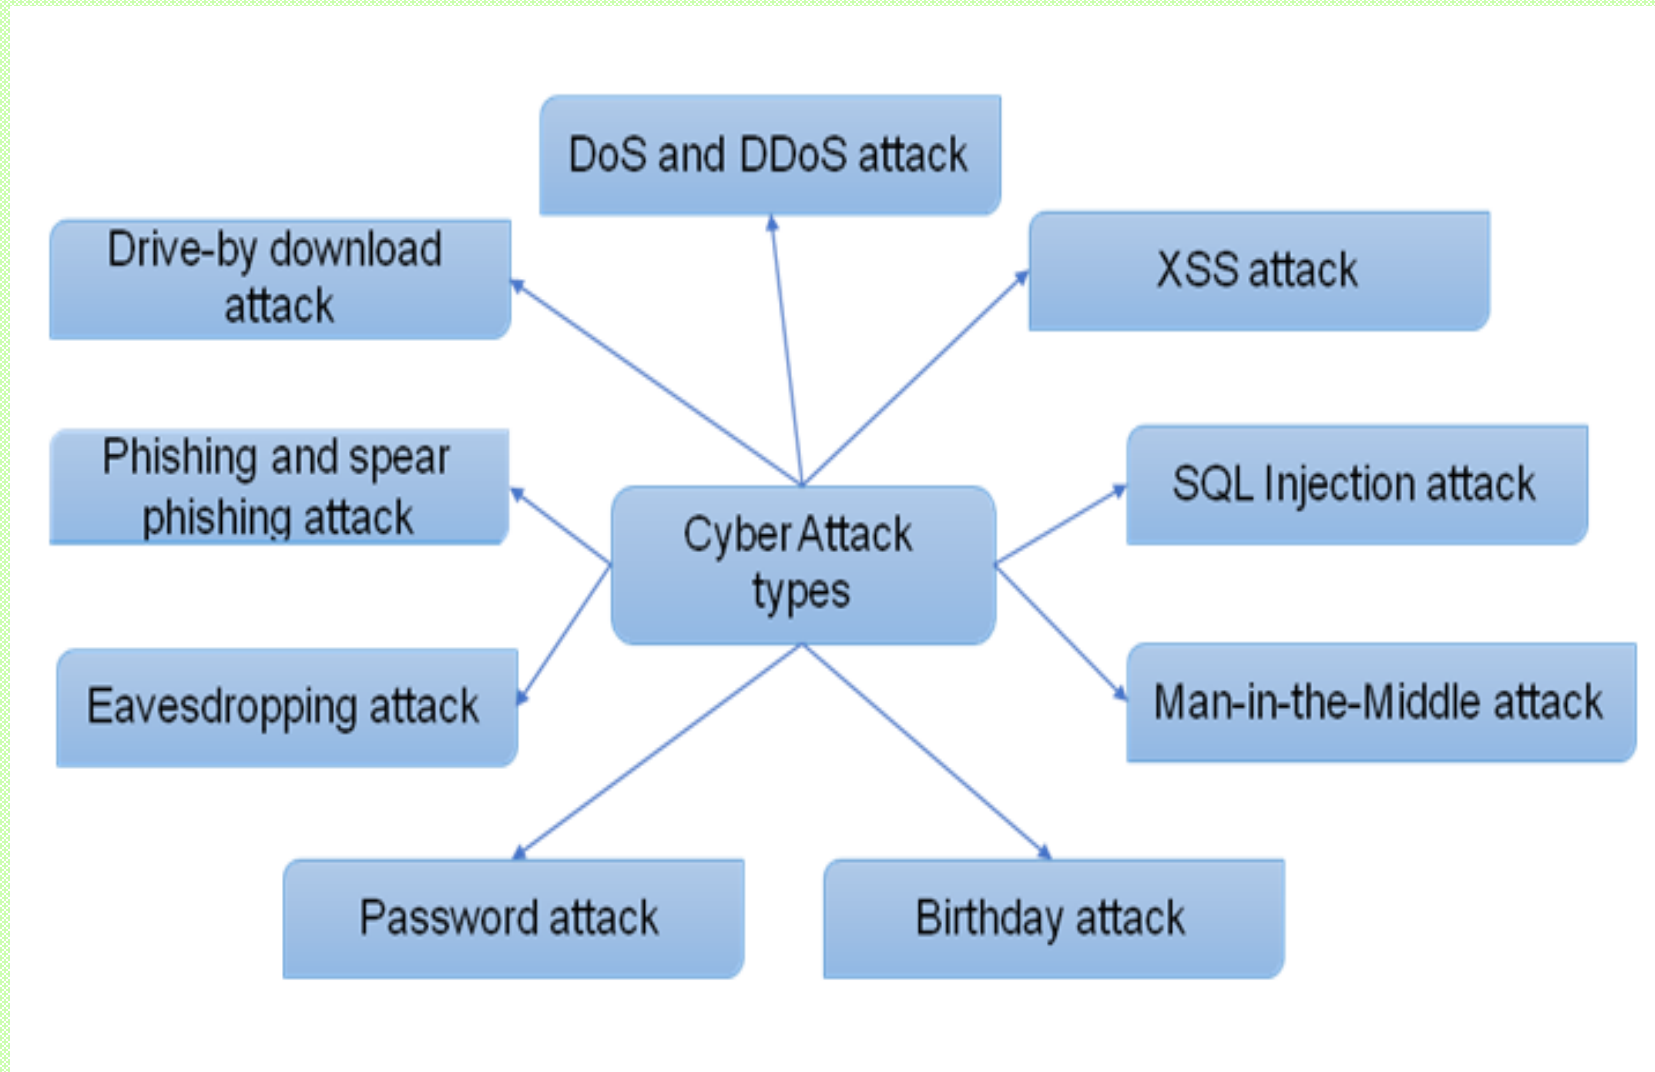 DoS and DDoS attack
Drive-by download
attack
XSS attack
Phishing and spear
phishing attack
SQL Injection attack
Cyber Attack
types
Eavesdropping attack
Man-in-the-Middle attack
Password attack
Birthday attack